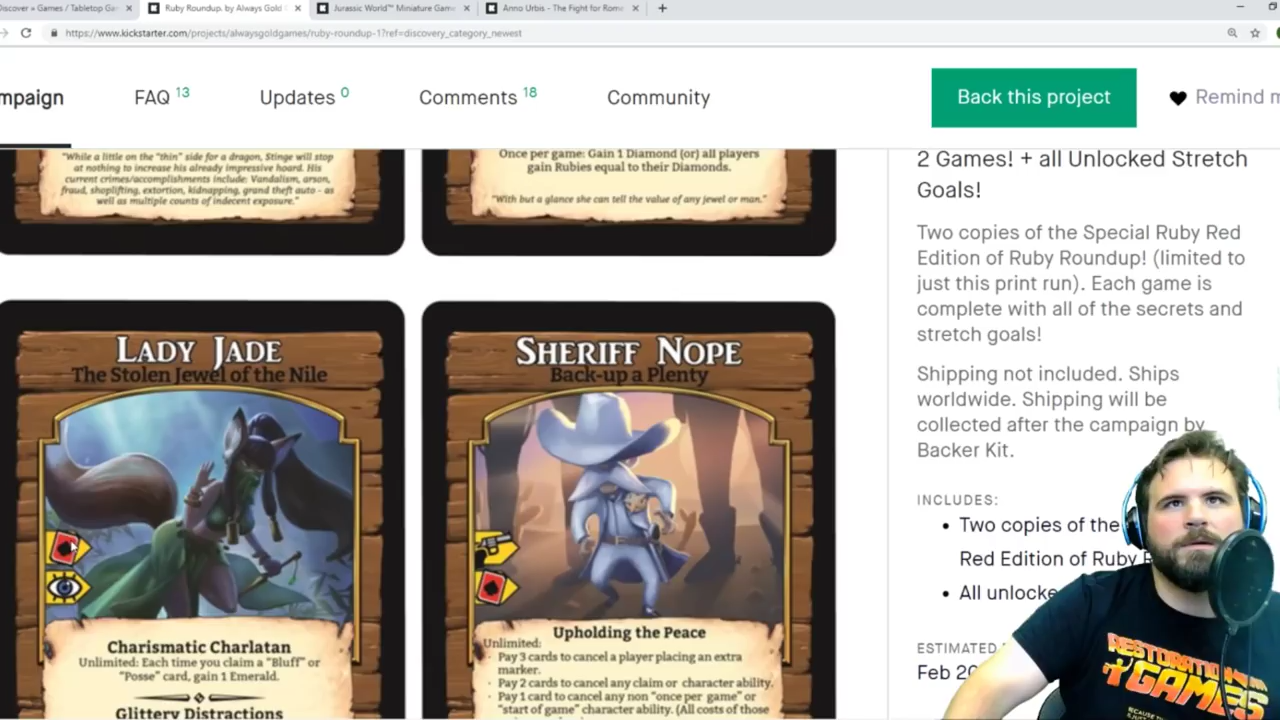 Discover » Games / Tabletop Ga
Ruby Roundup. by Always Gold
Jurassic World™ Miniature Gam
Anno Urbis - The Fight for Rom
https://www.kickstarter.com/projects/alwaysgoldgames/ruby-roundup-1?ref=discovery_category_newest
mpaign
FAQ 13
Updates 0
Comments 18
Community
Back this project
Remind m
"While a little on the "thin" side for a dragon, Stinge will stop
at nothing to increase his already impressive hoard. His
current crimes/accomplishments include: Vandalism, arson,
fraud, shoplifting, extortion, kidnapping, grand theft auto - as
well as multiple counts of indecent exposure."
Once per game: Gain 1 Diamond (or) all players
gain Rubies equal to their Diamonds.
"With but a glance she can tell the value of any jewel or man."
LADY JADE
The Stolen Jewel of the Nile
Charismatic Charlatan
Unlimited: Each time you claim a "Bluff" or
"Posse" card, gain 1 Emerald.
Glittery Distractions
SHERIFF NOPE
Back-up a Plenty
Upholding the Peace
Unlimited:
· Pay 3 cards to cancel a player placing an extra
marker.
· Pay 2 cards to cancel any claim or character ability.
· Pay 1 card to cancel any non "once per game" or
"start of game" character ability. (All costs of those
2 Games! + all Unlocked Stretch
Goals!
Two copies of the Special Ruby Red
Edition of Ruby Roundup! (limited to
just this print run). Each game is
complete with all of the secrets and
stretch goals!
Shipping not included. Ships
worldwide. Shipping will be
collected after the campaign by
Backer Kit.
INCLUDES:
• Two copies of the
Red Edition of Ruby
• All unlocke
ESTIMATED
Feb 20
RESTORATION
GAMES
BECAUSE